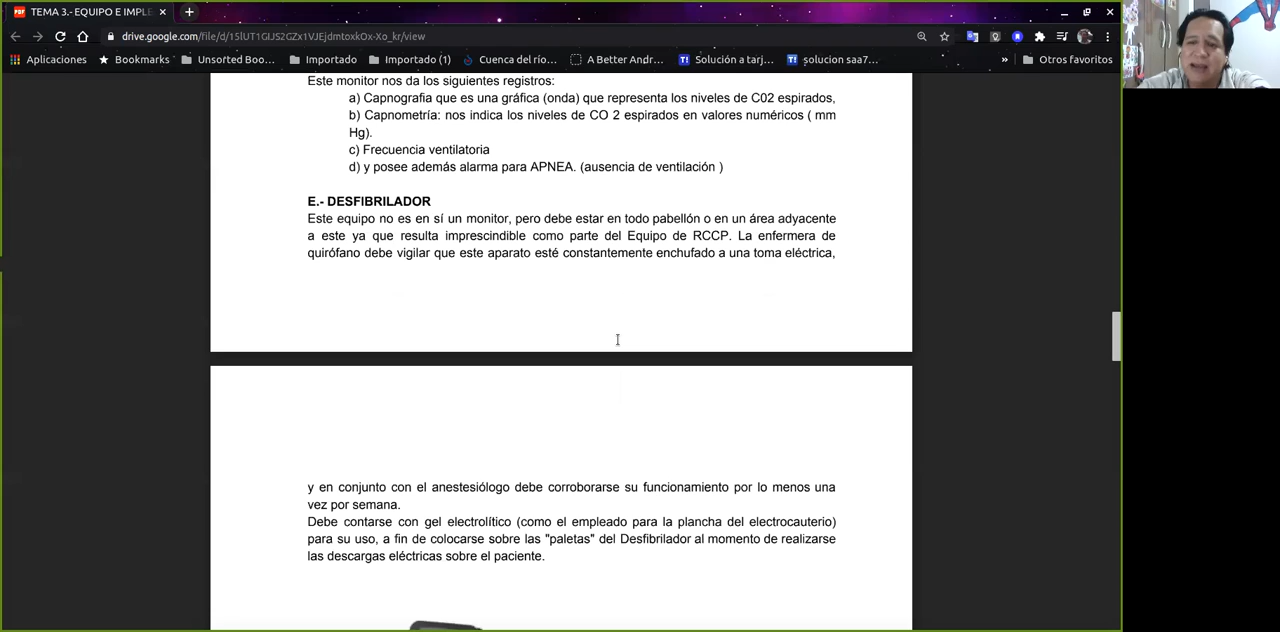 TEMA 3.- EQUIPO E IMPLE
drive.google.com/file/d/15lUT1GIJS2GZx1VJEjdmtoxkOx-Xo_kr/view
Aplicaciones Bookmarks Unsorted Boo... Importado Importado (1) Cuenca del río... A Better Andr... Solución a tarj... solucion saa7... » Otros favoritos
Este monitor nos da los siguientes registros:
a) Capnografia que es una gráfica (onda) que representa los niveles de C02 espirados,
b) Capnometría: nos indica los niveles de CO 2 espirados en valores numéricos ( mm
Hg).
c) Frecuencia ventilatoria
d) y posee además alarma para APNEA. (ausencia de ventilación )
E.- DESFIBRILADOR
Este equipo no es en sí un monitor, pero debe estar en todo pabellón o en un área adyacente
a este ya que resulta imprescindible como parte del Equipo de RCCP. La enfermera de
quirófano debe vigilar que este aparato esté constantemente enchufado a una toma eléctrica,
y en conjunto con el anestesiólogo debe corroborarse su funcionamiento por lo menos una
vez por semana.
Debe contarse con gel electrolítico (como el empleado para la plancha del electrocauterio)
para su uso, a fin de colocarse sobre las "paletas" del Desfibrilador al momento de realizarse
las descargas eléctricas sobre el paciente.